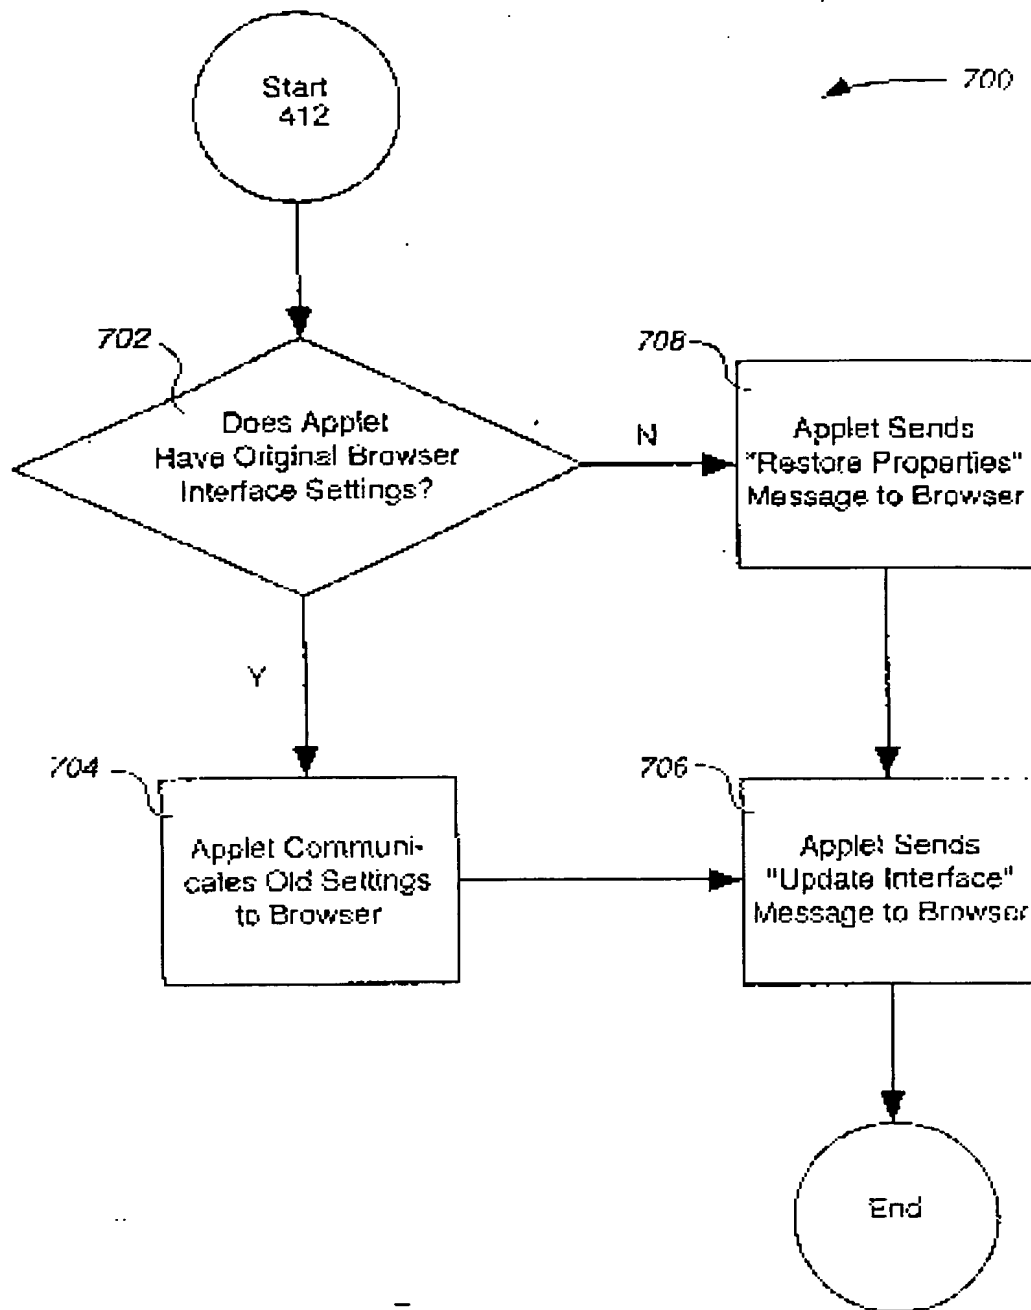 Start
412
700
702
Does Applet
Have Original Browser
Interface Settings?
N
708
Applet Sends
"Restore Properties"
Message to Browser
Y
704
Applet Communi-
cates Old Settings
to Browser
706
Applet Sends
"Update Interface"
Message to Browser
End